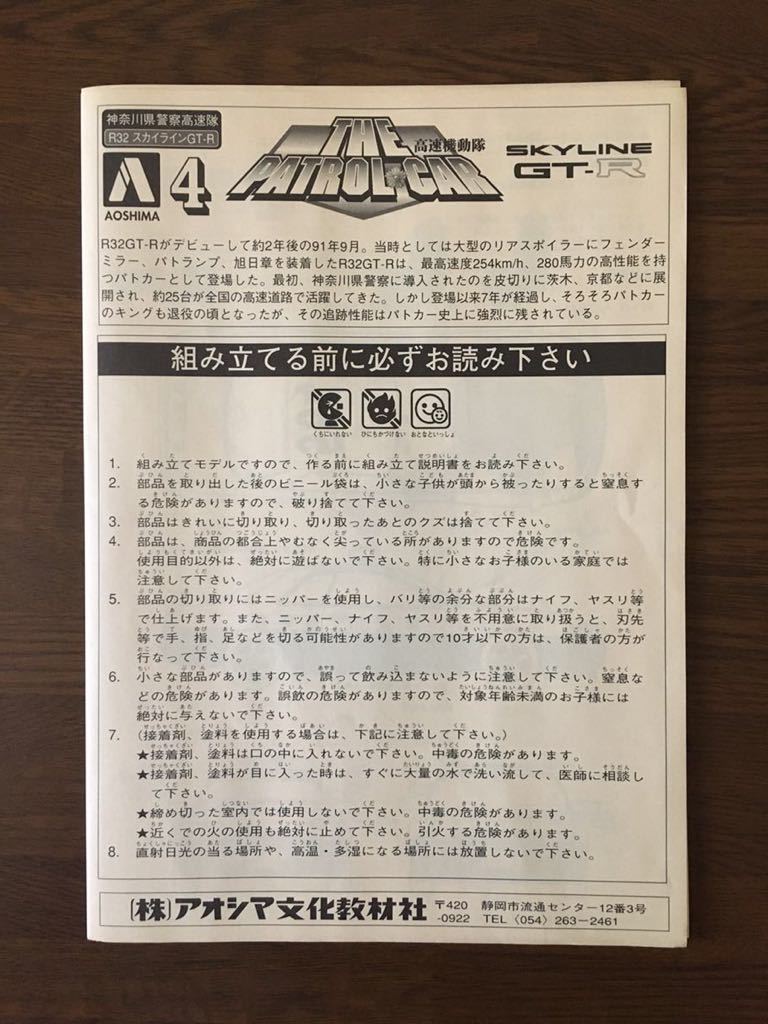 神奈川県警察高速隊
R32 スカイラインGT-R
AOSHIMA
4
THE
PATROL CAR
高速機動隊
SKYLINE
GT-R
R32GT-Rがデビューして約2年後の91年9月。当時としては大型のリアスポイラーにフェンダー
ミラー、パトランプ、旭日章を装着したR32GT-Rは、最高速度254km/h、280馬力の高性能を持
つパトカーとして登場した。最初、神奈川県警察に導入されたのを皮切りに茨木、京都などに展
開され、約25台が全国の高速道路で活躍してきた。しかし登場以来7年が経過し、そろそろパトカー
のキングも退役の頃となったが、その追跡性能はパトカー史上に強烈に残されている。
組み立てる前に必ずお読み下さい
くちにいれない ひにちかづけない おとなといっしょ
1. 組み立てモデルですので、作る前に組み立て説明書をお読み下さい。
2. 部品を取り出した後のビニール袋は、小さな子供が頭から被ったりすると窒息す
る危険がありますので、破り捨てて下さい。
3. 部品はきれいに切り取り、切り取ったあとのクズは捨てて下さい。
4. 部品は、商品の都合上やむなく尖っている所がありますので危険です。
使用目的以外は、絶対に遊ばないで下さい。特に小さなお子様のいる家庭では
注意して下さい。
5. 部品の切り取りにはニッパーを使用し、バリ等の余分な部分はナイフ、ヤスリ等
で仕上げます。また、ニッパー、ナイフ、ヤスリ等を不用意に取り扱うと、刃先
等で手、指、足などを切る可能性がありますので10才以下の方は、保護者の方が
行なって下さい。
6. 小さな部品がありますので、誤って飲み込まないように注意して下さい。窒息な
どの危険があります。誤飲の危険がありますので、対象年齢未満のお子様には
絶対に与えないで下さい。
7. (接着剤、塗料を使用する場合は、下記に注意して下さい。)
★接着剤、塗料は口の中に入れないで下さい。中毒の危険があります。
★接着剤、塗料が目に入った時は、すぐに大量の水で洗い流して、医師に相談し
て下さい。
★締め切った室内では使用しないで下さい。中毒の危険があります。
★近くでの火の使用も絶対に止めて下さい。引火する危険があります。
8. 直射日光の当る場所や、高温・多湿になる場所には放置しないで下さい。
(株)アオシマ文化教材社 〒420-0922 静岡市流通センター12番3号
TEL〈054〉263-2461